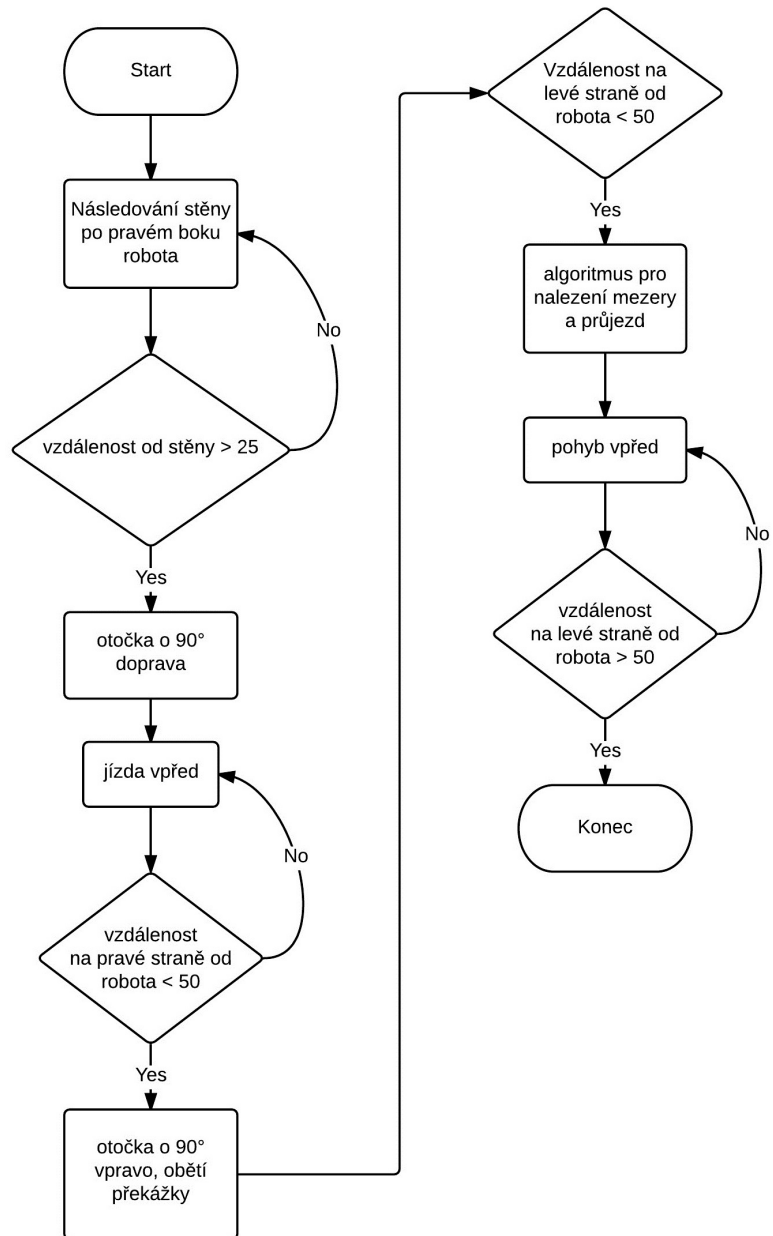 Start
Následování stěny
po pravém boku
robota
No
vzdálenost od stěny > 25
Yes
otočka o 90°
doprava
jízda vpřed
No
vzdálenost
na pravé straně od
robota < 50
Yes
otočka o 90°
vpravo, obětí
překážky
Vzdálenost na
levé straně od
robota < 50
Yes
algoritmus pro
nalezení mezery
a průjezd
pohyb vpřed
No
vzdálenost
na levé straně od
robota > 50
Yes
Konec